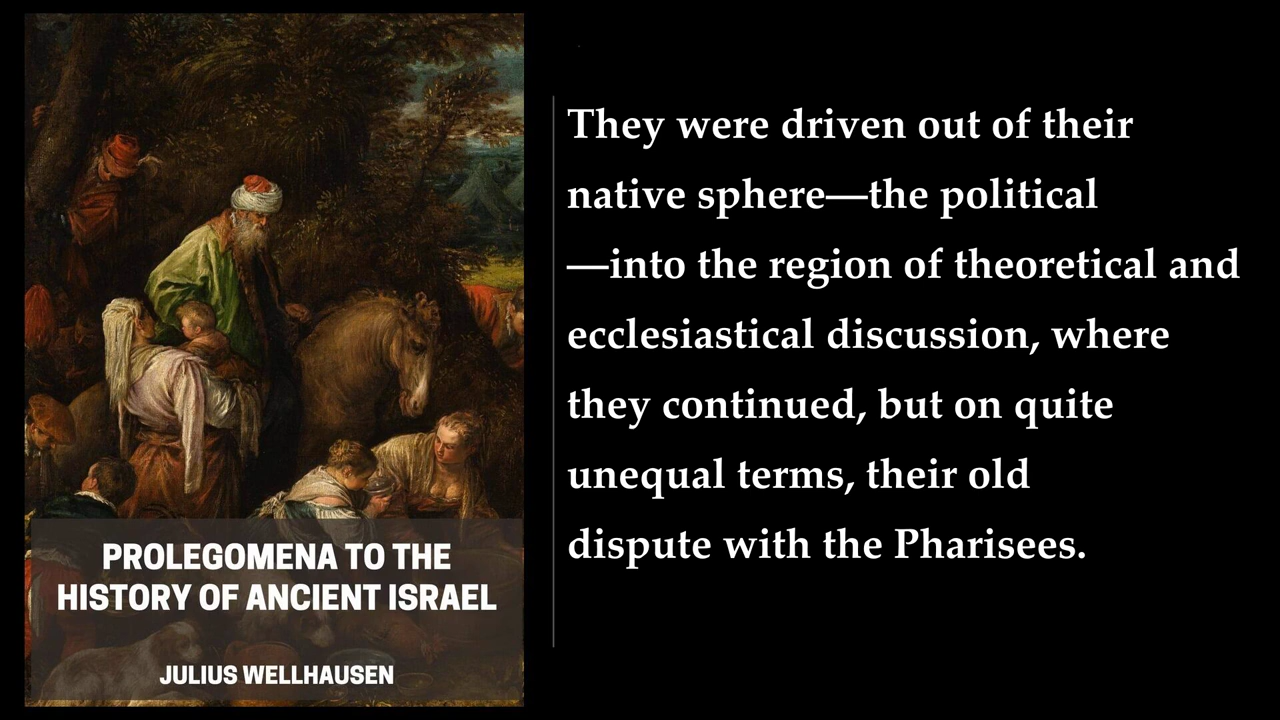 PROLEGOMENA TO THE
HISTORY OF ANCIENT ISRAEL
JULIUS WELLHAUSEN
They were driven out of their
native sphere—the political
—into the region of theoretical and
ecclesiastical discussion, where
they continued, but on quite
unequal terms, their old
dispute with the Pharisees.